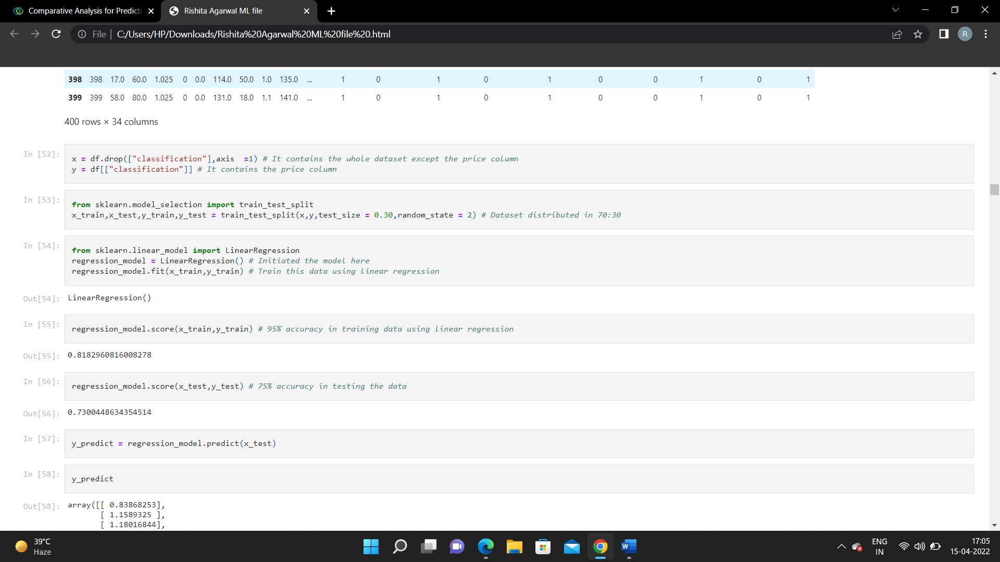 Comparative Analysis for Predicti
Rishita Agarwal ML file
File
C:/Users/HP/Downloads/Rishita%20Agarwal%20ML%20file%20.html
R
398 398 17.0 60.0 1.025 0 0.0 114.0 50.0 1.0 135.0 ... 1 0 1 0 1 0 0 1 0 1
399 399 58.0 80.0 1.025 0 0.0 131.0 18.0 1.1 141.0 ... 1 0 1 0 1 0 0 1 0 1
400 rows × 34 columns
In [52]:
x = df.drop(["classification"],axis  =1) # It contains the whole dataset except the price column
y = df[["classification"]] # It contains the price column
In [53]:
from sklearn.model_selection import train_test_split
x_train,x_test,y_train,y_test = train_test_split(x,y,test_size = 0.30,random_state = 2) # Dataset distributed in 70:30
In [54]:
from sklearn.linear_model import LinearRegression
regression_model = LinearRegression() # Initiated the model here
regression_model.fit(x_train,y_train) # Train this data using linear regression
Out[54]: LinearRegression()
In [55]:
regression_model.score(x_train,y_train) # 95% accuracy in training data using linear regression
Out[55]: 0.8182960816008278
In [56]:
regression_model.score(x_test,y_test) # 75% accuracy in testing the data
Out[56]: 0.7300448634354514
In [57]:
y_predict = regression_model.predict(x_test)
In [58]:
y_predict
Out[58]: array([[ 0.83868253],
[ 1.1589325 ],
[ 1.18016844],
39°C
Haze
W
ENG
IN
17:05
15-04-2022